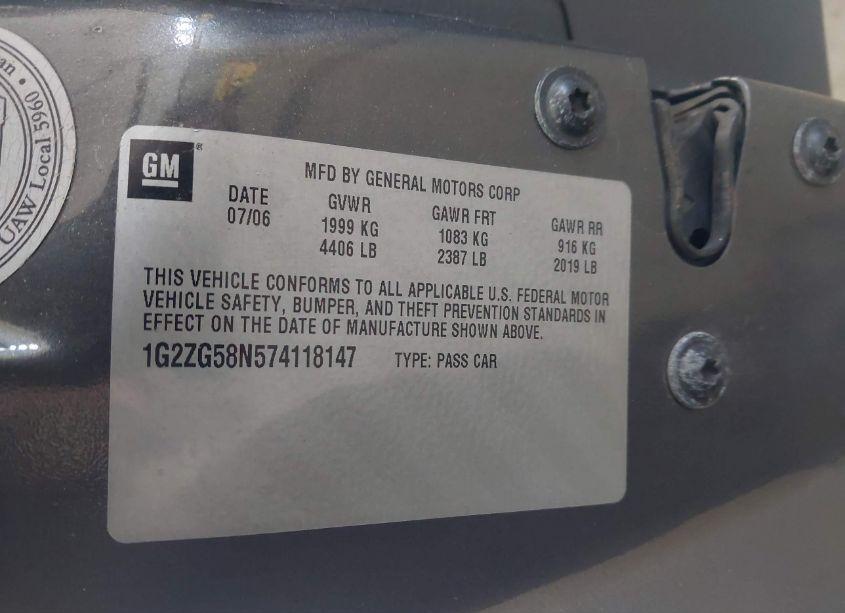 an • UAW Local 5960
GM®
MFD BY GENERAL MOTORS CORP
DATE GVWR GAWR FRT GAWR RR
07/06 1999 KG 1083 KG 916 KG
4406 LB 2387 LB 2019 LB
THIS VEHICLE CONFORMS TO ALL APPLICABLE U.S. FEDERAL MOTOR
VEHICLE SAFETY, BUMPER, AND THEFT PREVENTION STANDARDS IN
EFFECT ON THE DATE OF MANUFACTURE SHOWN ABOVE.
1G2ZG58N574118147 TYPE: PASS CAR